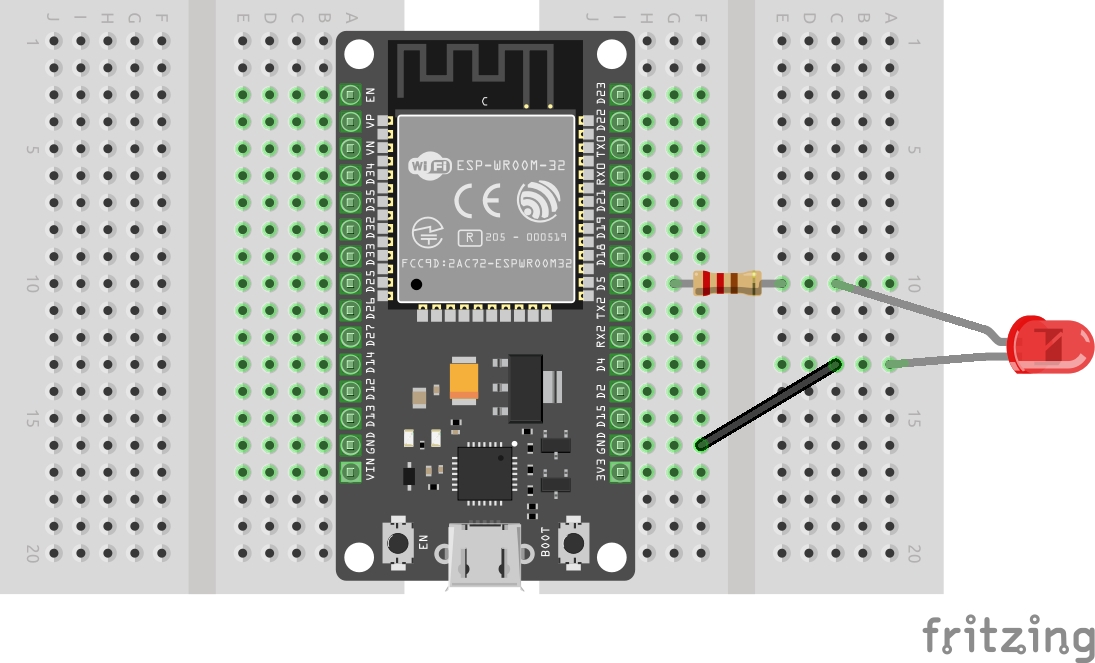 J I H G F E D C B A J I H G F E D C B A
1 1
5 5
10 10
15 15
20 20
C
WiFi ESP-WROOM-32
CE
R 205 - 000519
FCC9D:2AC72-ESPWROOM32
EN
VP
VN
D34
D35
D32
D33
D25
D26
D27
D14
D12
D13
GND
VIN
D23
D22
TX0
RX0
D21
D19
D18
D5
TX2
RX2
D4
D2
D15
GND
3V3
EN
BOOT
fritzing